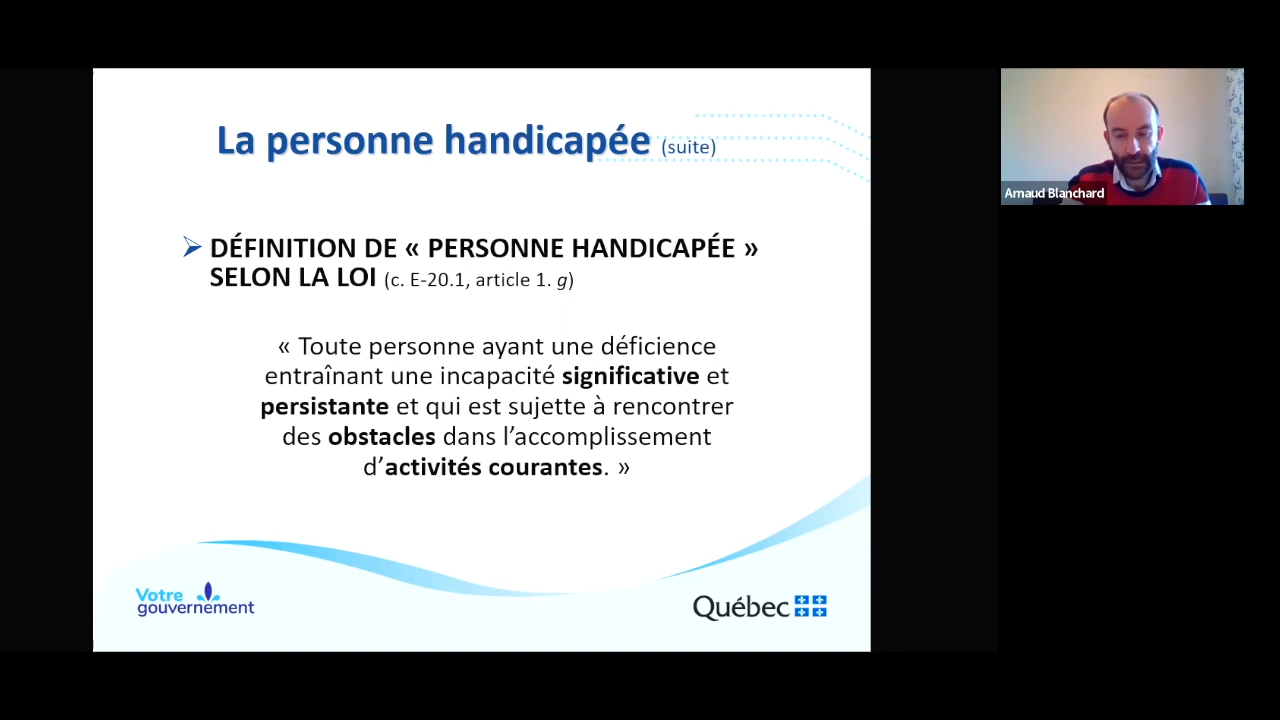 La personne handicapée (suite)
➢ DÉFINITION DE « PERSONNE HANDICAPÉE »
SELON LA LOI (c. E-20.1, article 1. g)
« Toute personne ayant une déficience
entraînant une incapacité significative et
persistante et qui est sujette à rencontrer
des obstacles dans l’accomplissement
d’activités courantes. »
Votre
gouvernement
Québec
Arnaud Blanchard